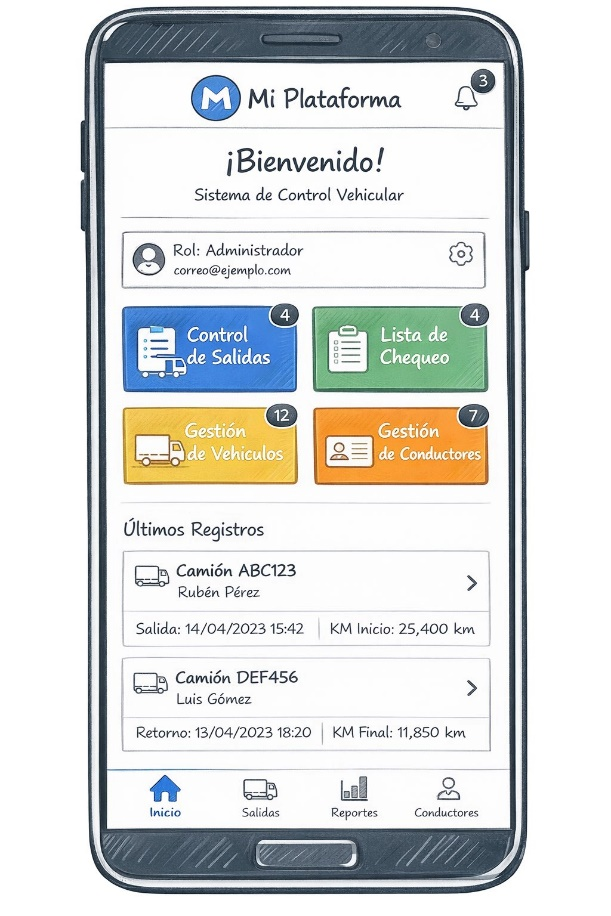 M Mi Plataforma 3
¡Bienvenido!
Sistema de Control Vehicular
Rol: Administrador
correo@ejemplo.com
4
Control
de Salidas
4
Lista de
Chequeo
12
Gestión
de Vehiculos
7
Gestión
de Conductores
Últimos Registros
Camión ABC123
Rubén Pérez
Salida: 14/04/2023 15:42 KM Inicio: 25,400 km
Camión DEF456
Luis Gómez
Retorno: 13/04/2023 18:20 KM Final: 11,850 km
Inicio Salidas Reportes Conductores